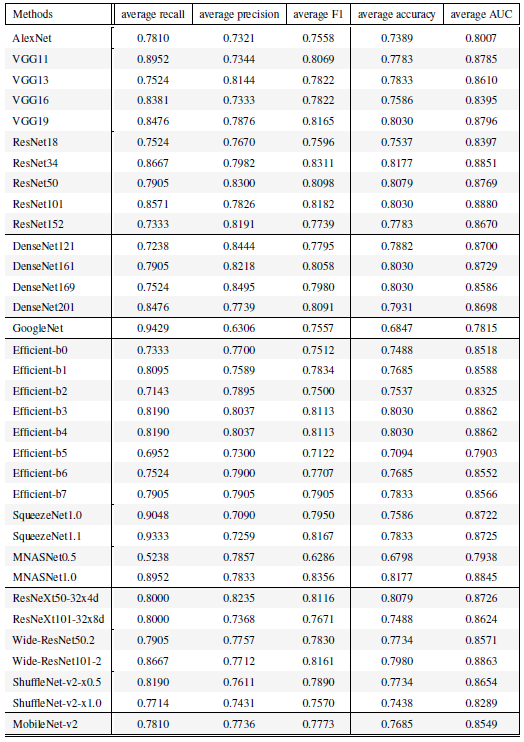 Methods average recall average precision average F1 average accuracy average AUC
AlexNet 0.7810 0.7321 0.7558 0.7389 0.8007
VGG11 0.8952 0.7344 0.8069 0.7783 0.8785
VGG13 0.7524 0.8144 0.7822 0.7833 0.8610
VGG16 0.8381 0.7333 0.7822 0.7586 0.8395
VGG19 0.8476 0.7876 0.8165 0.8030 0.8796
ResNet18 0.7524 0.7670 0.7596 0.7537 0.8397
ResNet34 0.8667 0.7982 0.8311 0.8177 0.8851
ResNet50 0.7905 0.8300 0.8098 0.8079 0.8769
ResNet101 0.8571 0.7826 0.8182 0.8030 0.8880
ResNet152 0.7333 0.8191 0.7739 0.7783 0.8670
DenseNet121 0.7238 0.8444 0.7795 0.7882 0.8700
DenseNet161 0.7905 0.8218 0.8058 0.8030 0.8729
DenseNet169 0.7524 0.8495 0.7980 0.8030 0.8586
DenseNet201 0.8476 0.7739 0.8091 0.7931 0.8698
GoogleNet 0.9429 0.6306 0.7557 0.6847 0.7815
Efficient-b0 0.7333 0.7700 0.7512 0.7488 0.8518
Efficient-b1 0.8095 0.7589 0.7834 0.7685 0.8588
Efficient-b2 0.7143 0.7895 0.7500 0.7537 0.8325
Efficient-b3 0.8190 0.8037 0.8113 0.8030 0.8862
Efficient-b4 0.8190 0.8037 0.8113 0.8030 0.8862
Efficient-b5 0.6952 0.7300 0.7122 0.7094 0.7903
Efficient-b6 0.7524 0.7900 0.7707 0.7685 0.8552
Efficient-b7 0.7905 0.7905 0.7905 0.7833 0.8566
SqueezeNet1.0 0.9048 0.7090 0.7950 0.7586 0.8722
SqueezeNet1.1 0.9333 0.7259 0.8167 0.7833 0.8725
MNASNet0.5 0.5238 0.7857 0.6286 0.6798 0.7938
MNASNet1.0 0.8952 0.7833 0.8356 0.8177 0.8845
ResNeXt50-32x4d 0.8000 0.8235 0.8116 0.8079 0.8726
ResNeXt101-32x8d 0.8000 0.7368 0.7671 0.7488 0.8624
Wide-ResNet50.2 0.7905 0.7757 0.7830 0.7734 0.8571
Wide-ResNet101-2 0.8667 0.7712 0.8161 0.7980 0.8863
ShuffleNet-v2-x0.5 0.8190 0.7611 0.7890 0.7734 0.8654
ShuffleNet-v2-x1.0 0.7714 0.7431 0.7570 0.7438 0.8289
MobileNet-v2 0.7810 0.7736 0.7773 0.7685 0.8549